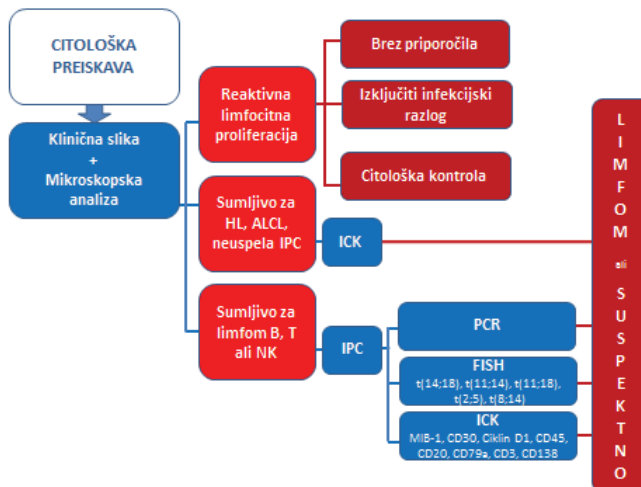 CITOLOŠKA
PREISKAVA
Klinična slika
+
Mikroskopska
analiza
Reaktivna
limfocitna
proliferacija
Brez priporočila
Izključiti infekcijski
razlog
Citološka kontrola
Sumljivo za
HL, ALCL,
neuspela IPC
ICK
Sumljivo za
limfom B, T
ali NK
IPC
PCR
FISH
t(14;18), t(11;14), t(11;18),
t(2;5), t(8;14)
ICK
MIB-1, CD30, Ciklin D1, CD45,
CD20, CD79a, CD3, CD138
L
I
M
F
O
M
ali
S
U
S
P
E
K
T
N
O